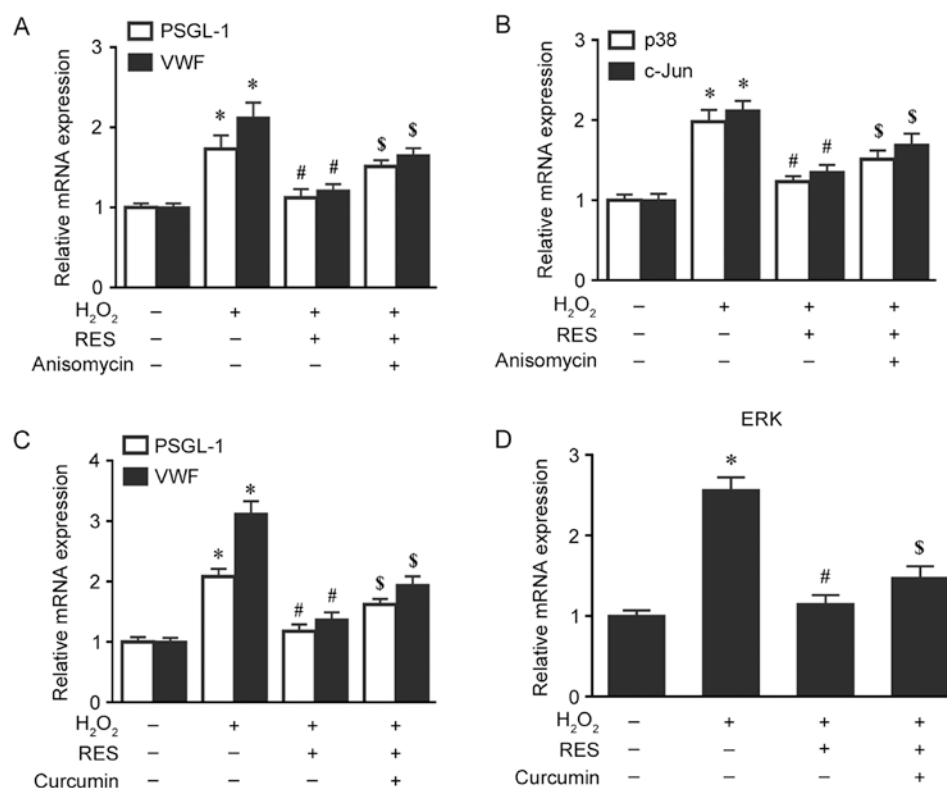 A
PSGL-1
VWF
Relative mRNA expression
3
2
1
0
* * # # $ $
H₂O₂ – + + +
RES – – + +
Anisomycin – – – +
B
p38
c-Jun
Relative mRNA expression
3
2
1
0
* * # # $ $
H₂O₂ – + + +
RES – – + +
Anisomycin – – – +
C
PSGL-1
VWF
Relative mRNA expression
4
3
2
1
0
* * # # $ $
H₂O₂ – + + +
RES – – + +
Curcumin – – – +
D
ERK
Relative mRNA expression
3
2
1
0
* # $
H₂O₂ – + + +
RES – – + +
Curcumin – – – +